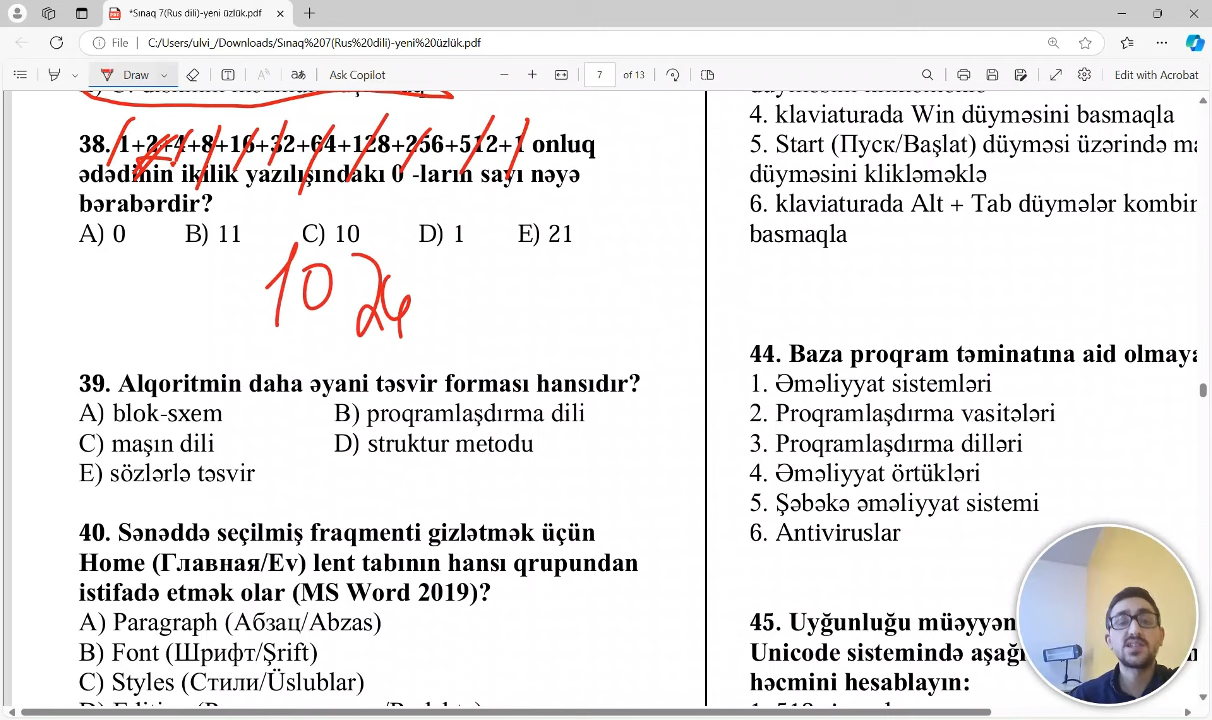 *Sınaq 7(Rus dili)-yeni üzlük.pdf
File
C:/Users/ulvi_/Downloads/Sınaq%207(Rus%20dili)-yeni%20üzlük.pdf
Draw
Ask Copilot
7 of 13
Edit with Acrobat
38. 1+2+4+8+16+32+64+128+256+512+1 onluq
ədədinin ikilik yazılışındakı 0 -ların sayı nəyə
bərabərdir?
A) 0 B) 11 C) 10 D) 1 E) 21
1024
39. Alqoritmin daha əyani təsvir forması hansıdır?
A) blok-sxem B) proqramlaşdırma dili
C) maşın dili D) struktur metodu
E) sözlərlə təsvir
40. Sənəddə seçilmiş fraqmenti gizlətmək üçün
Home (Главная/Ev) lent tabının hansı qrupundan
istifadə etmək olar (MS Word 2019)?
A) Paragraph (Абзац/Abzas)
B) Font (Шрифт/Şrift)
C) Styles (Стили/Üslublar)
4. klaviaturada Win düyməsini basmaqla
5. Start (Пуск/Başlat) düyməsi üzərində
düyməsini klikləməklə
6. klaviaturada Alt + Tab düymələr
basmaqla
44. Baza proqram təminatına aid
1. Əməliyyat sistemləri
2. Proqramlaşdırma vasitələri
3. Proqramlaşdırma dilləri
4. Əməliyyat örtükləri
5. Şəbəkə əməliyyat sistemi
6. Antiviruslar
45. Uyğunluğu
Unicode sistemində
həcmini hesablayın: